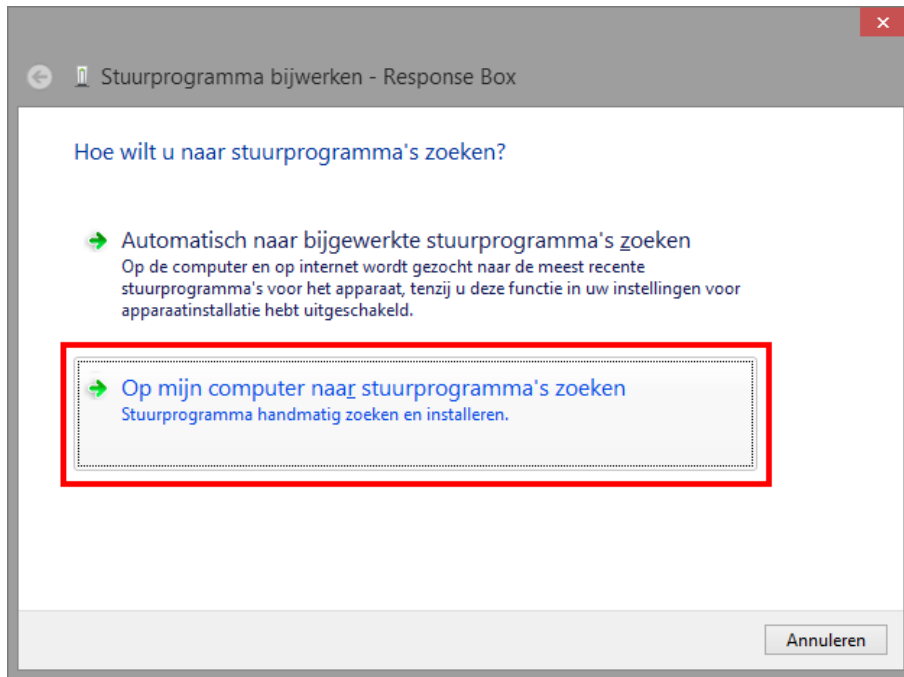 Stuurprogramma bijwerken - Response Box
Hoe wilt u naar stuurprogramma's zoeken?
Automatisch naar bijgewerkte stuurprogramma's zoeken
Op de computer en op internet wordt gezocht naar de meest recente
stuurprogramma's voor het apparaat, tenzij u deze functie in uw instellingen voor
apparaatinstallatie hebt uitgeschakeld.
Op mijn computer naar stuurprogramma's zoeken
Stuurprogramma handmatig zoeken en installeren.
Annuleren